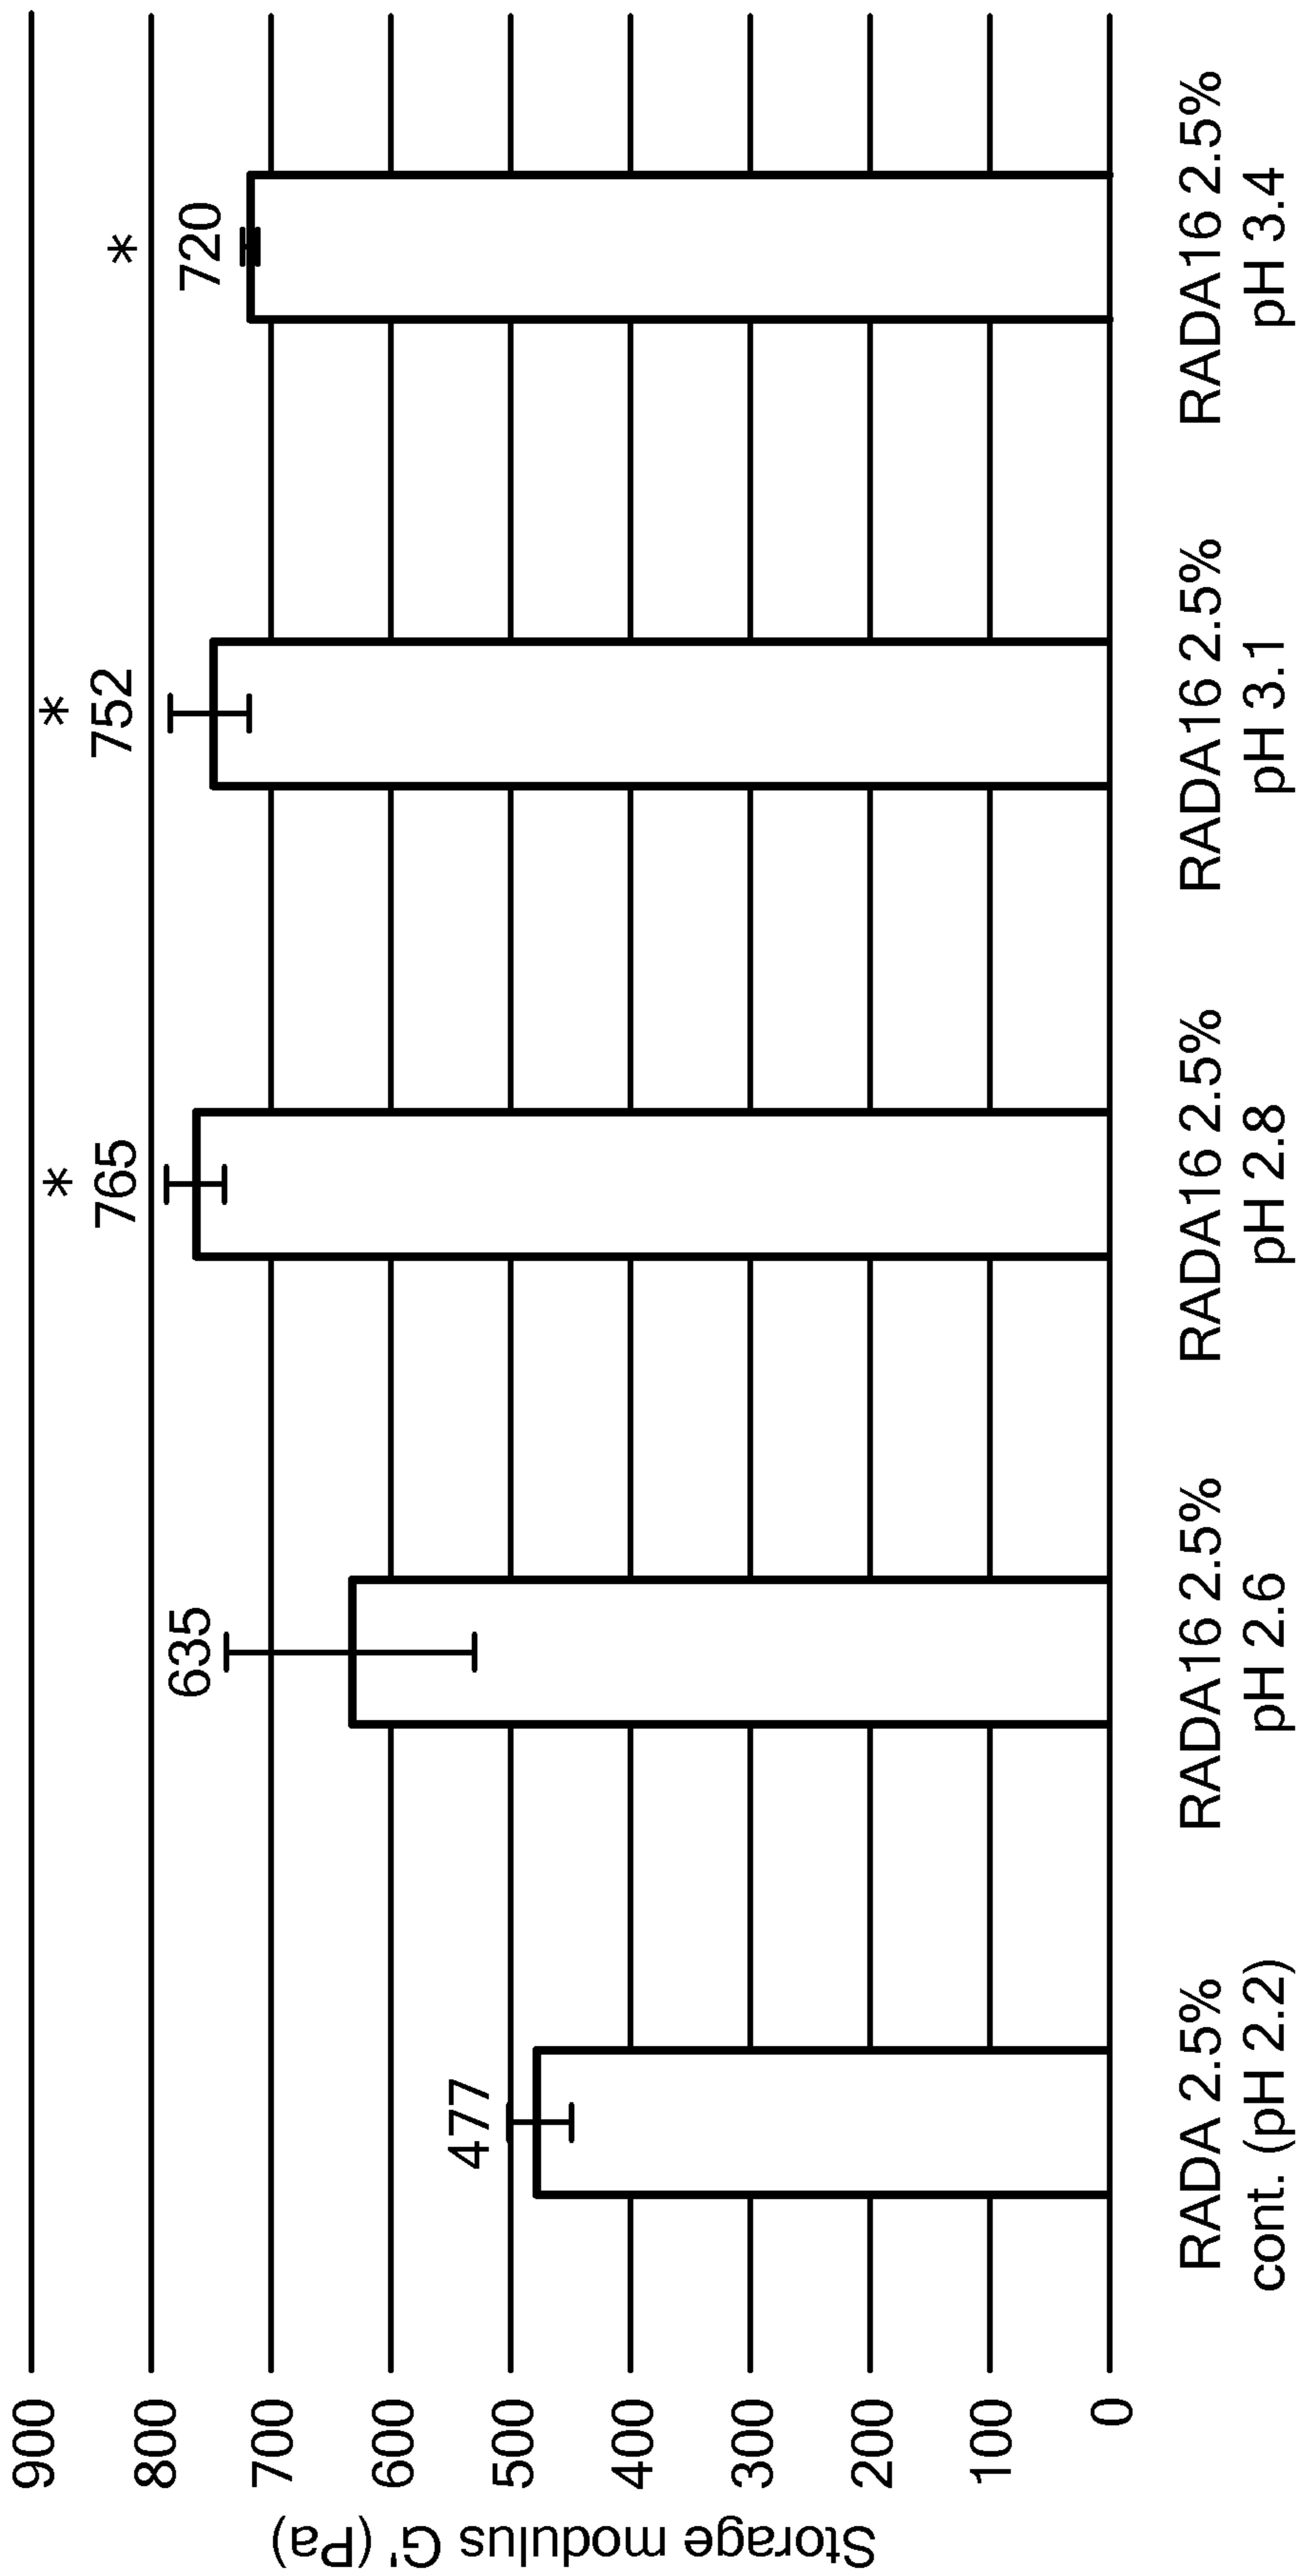 Storage modulus G' (Pa)
900
800
700
600
500
400
300
200
100
0
477
635
*
765
*
752
*
720
RADA 2.5%
cont. (pH 2.2)
RADA16 2.5%
pH 2.6
RADA16 2.5%
pH 2.8
RADA16 2.5%
pH 3.1
RADA16 2.5%
pH 3.4